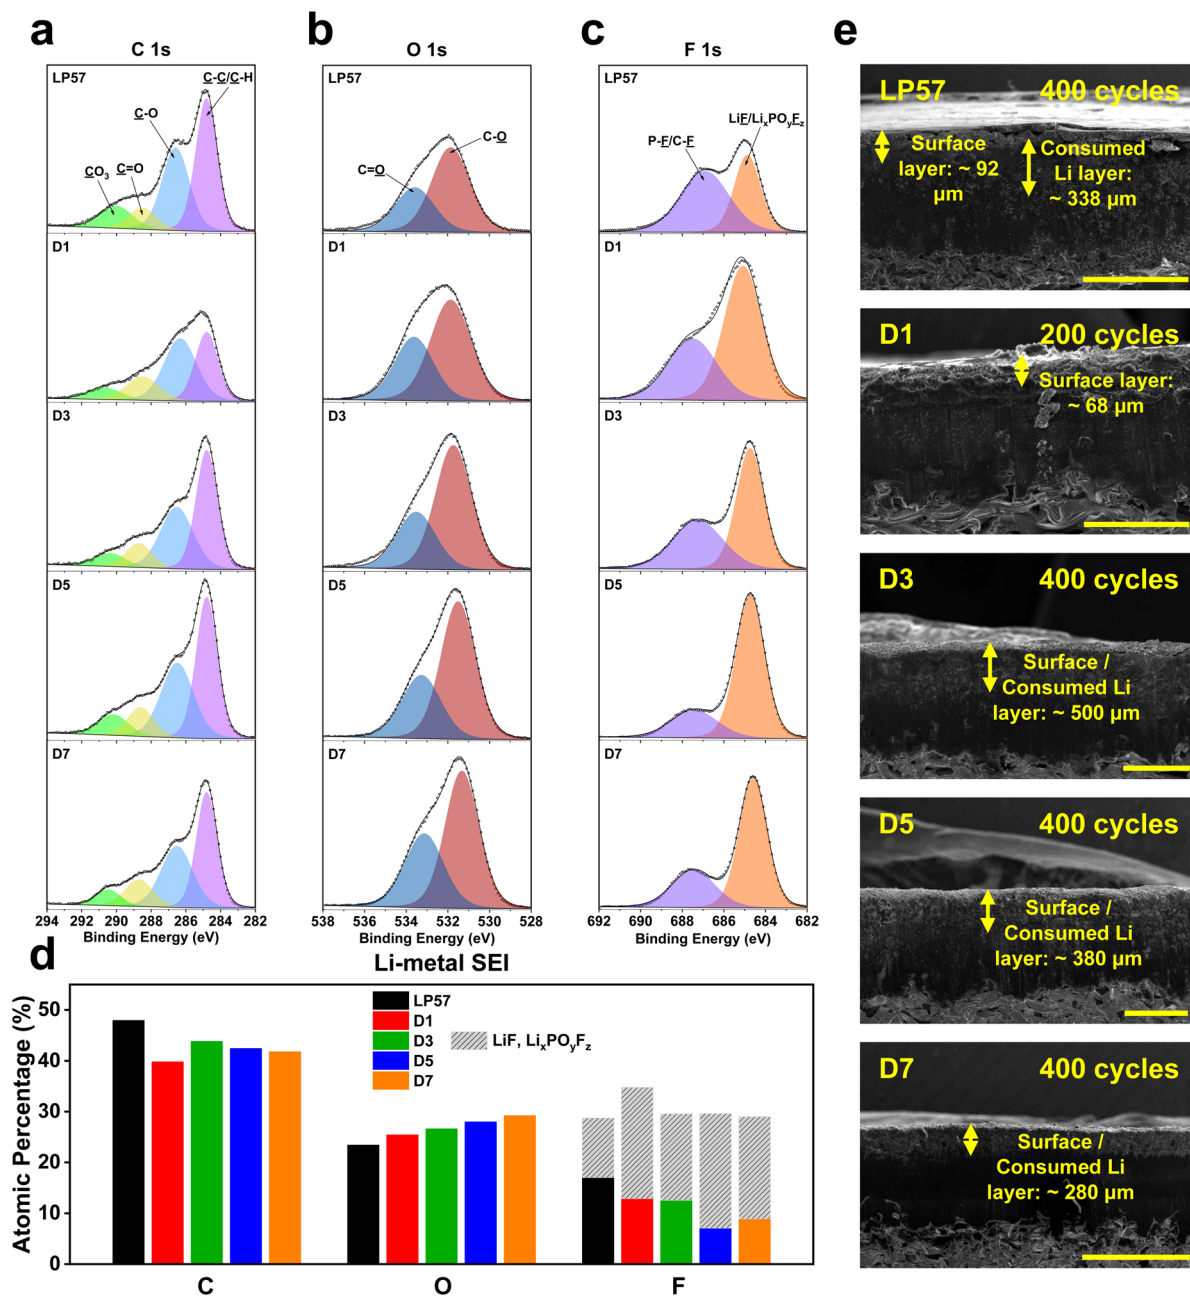 a
C 1s
LP57
C-C/C-H
C-O
CO₃
C=O
D1
D3
D5
D7
294 292 290 288 286 284 282
Binding Energy (eV)
b
O 1s
LP57
C-O
C=O
D1
D3
D5
D7
538 536 534 532 530 528
Binding Energy (eV)
c
F 1s
LP57
LiF/LiₓPOᵧF_z
P-F/C-F
D1
D3
D5
D7
692 690 688 686 684 682
Binding Energy (eV)
d
Li-metal SEI
Atomic Percentage (%)
50
40
30
20
10
0
LP57
D1
D3
D5
D7
LiF, LiₓPOᵧF_z
C O F
e
LP57 400 cycles
Surface
layer: ~ 92
µm
Consumed
Li layer:
~ 338 µm
D1 200 cycles
Surface layer:
~ 68 µm
D3 400 cycles
Surface /
Consumed Li
layer: ~ 500 µm
D5 400 cycles
Surface /
Consumed Li
layer: ~ 380 µm
D7 400 cycles
Surface /
Consumed Li
layer: ~ 280 µm